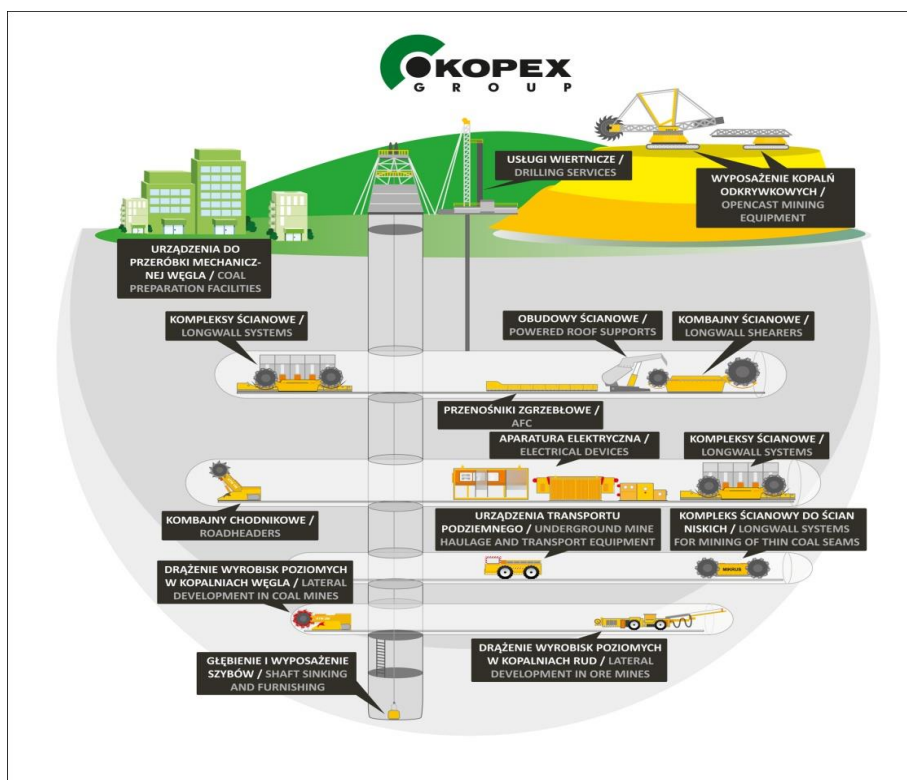 KOPEX
GROUP
USŁUGI WIERTNICZE /
DRILLING SERVICES
WYPOSAŻENIE KOPALŃ
ODKRYWKOWYCH /
OPENCAST MINING
EQUIPMENT
URZĄDZENIA DO
PRZERÓBKI MECHANICZ-
NEJ WĘGLA / COAL
PREPARATION FACILITIES
KOMPLEKSY ŚCIANOWE /
LONGWALL SYSTEMS
OBUDOWY ŚCIANOWE /
POWERED ROOF SUPPORTS
KOMBAJNY ŚCIANOWE /
LONGWALL SHEARERS
PRZENOŚNIKI ZGRZEBŁOWE /
AFC
APARATURA ELEKTRYCZNA /
ELECTRICAL DEVICES
KOMPLEKSY ŚCIANOWE /
LONGWALL SYSTEMS
KOMBAJNY CHODNIKOWE /
ROADHEADERS
URZĄDZENIA TRANSPORTU
PODZIEMNEGO / UNDERGROUND MINE
HAULAGE AND TRANSPORT EQUIPMENT
KOMPLEKS ŚCIANOWY DO ŚCIAN
NISKICH / LONGWALL SYSTEMS
FOR MINING OF THIN COAL SEAMS
MIKRUS
DRĄŻENIE WYROBISK POZIOMYCH
W KOPALNIACH WĘGLA / LATERAL
DEVELOPMENT IN COAL MINES
DRĄŻENIE WYROBISK POZIOMYCH
W KOPALNIACH RUD / LATERAL
DEVELOPMENT IN ORE MINES
GŁĘBIENIE I WYPOSAŻENIE
SZYBÓW / SHAFT SINKING
AND FURNISHING